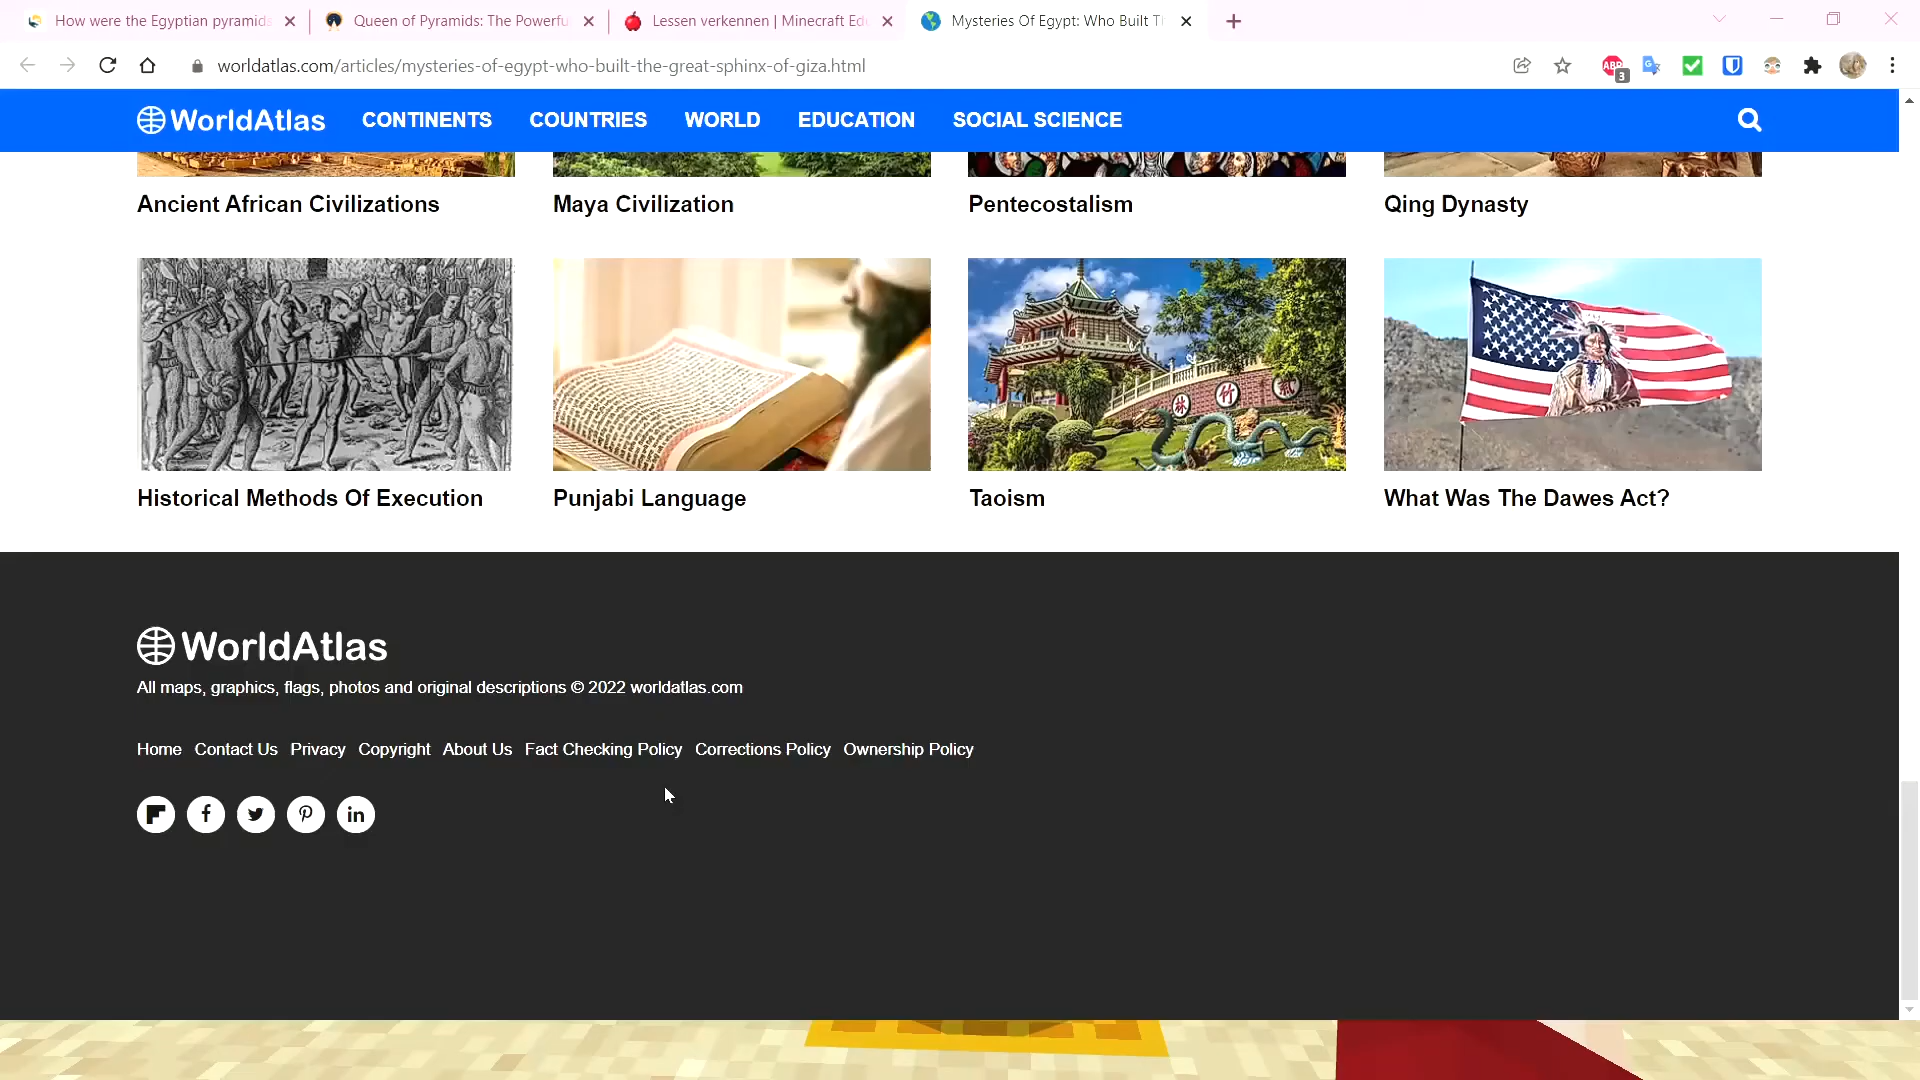 How were the Egyptian pyramids
Queen of Pyramids: The Powerfu
Lessen verkennen | Minecraft Ed
Mysteries Of Egypt: Who Built T
worldatlas.com/articles/mysteries-of-egypt-who-built-the-great-sphinx-of-giza.html
ABP
3
WorldAtlas
CONTINENTS
COUNTRIES
WORLD
EDUCATION
SOCIAL SCIENCE
Ancient African Civilizations
Maya Civilization
Pentecostalism
Qing Dynasty
Historical Methods Of Execution
Punjabi Language
Taoism
What Was The Dawes Act?
WorldAtlas
All maps, graphics, flags, photos and original descriptions © 2022 worldatlas.com
Home Contact Us Privacy Copyright About Us Fact Checking Policy Corrections Policy Ownership Policy